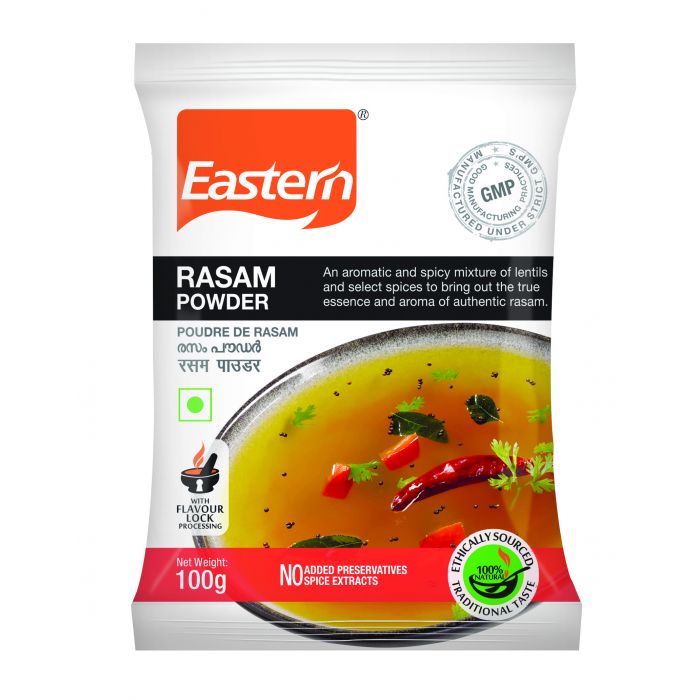 Eastern®
MANUFACTURED UNDER STRICT GMP'S
GOOD MANUFACTURING PRACTICES
GMP
RASAM
POWDER
An aromatic and spicy mixture of lentils
and select spices to bring out the true
essence and aroma of authentic rasam.
POUDRE DE RASAM
രസം പൗഡർ
रसम पाउडर
WITH
FLAVOUR
LOCK
PROCESSING
Net Weight:
100g
NO ADDED PRESERVATIVES
SPICE EXTRACTS
ETHICALLY SOURCED
100%
NATURAL
TRADITIONAL TASTE